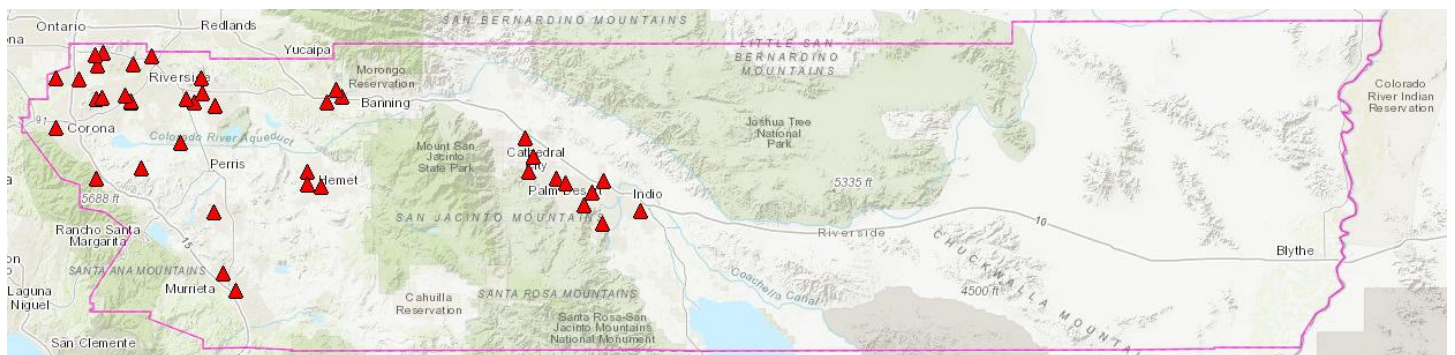 SAN BERNARDINO MOUNTAINS
Ontario
Redlands
ona
Yucaipa
LITTLE SAN
BERNARDINO
MOUNTAINS
Riverside
Morongo
Reservation
Banning
Colorado
River Indian
Reservation
91
Corona
Colorado River Aqueduct
Joshua Tree
National
Park
Mount San
Jacinto
State Park
Cathedral
City
Perris
Hemet
5688 ft
Palm Desert
Indio
5335 ft
SAN JACINTO MOUNTAINS
10
Rancho Santa
Margarita
15
Riverside
CHUCKWALLA MOUNTAI
Blythe
on
SANTA ANA MOUNTAINS
Murrieta
Laguna
Niguel
Cahuilla
Reservation
SANTA ROSA MOUNTAINS
Coachella Canal
4500 ft
Santa Rosa-San
Jacinto Mountains
National Monument
San Clemente